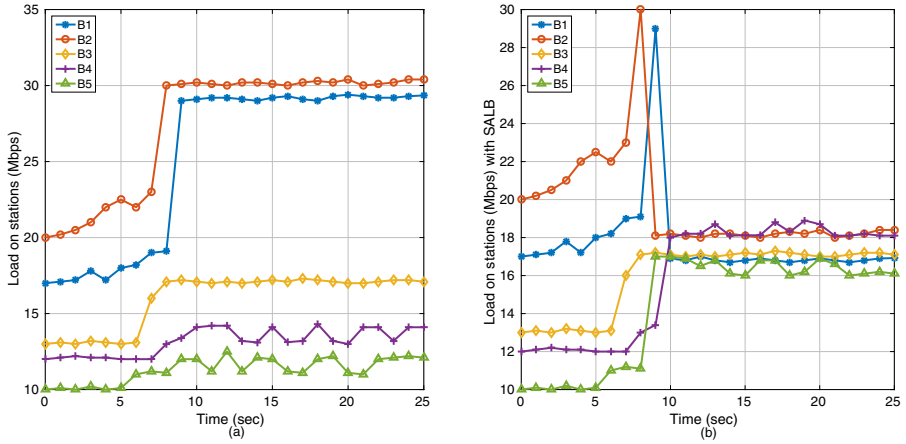 35
30
25
20
15
10
Load on stations (Mbps)
B1
B2
B3
B4
B5
0 5 10 15 20 25
Time (sec)
(a)
30
28
26
24
22
20
18
16
14
12
10
Load on stations (Mbps) with SALB
B1
B2
B3
B4
B5
0 5 10 15 20 25
Time (sec)
(b)